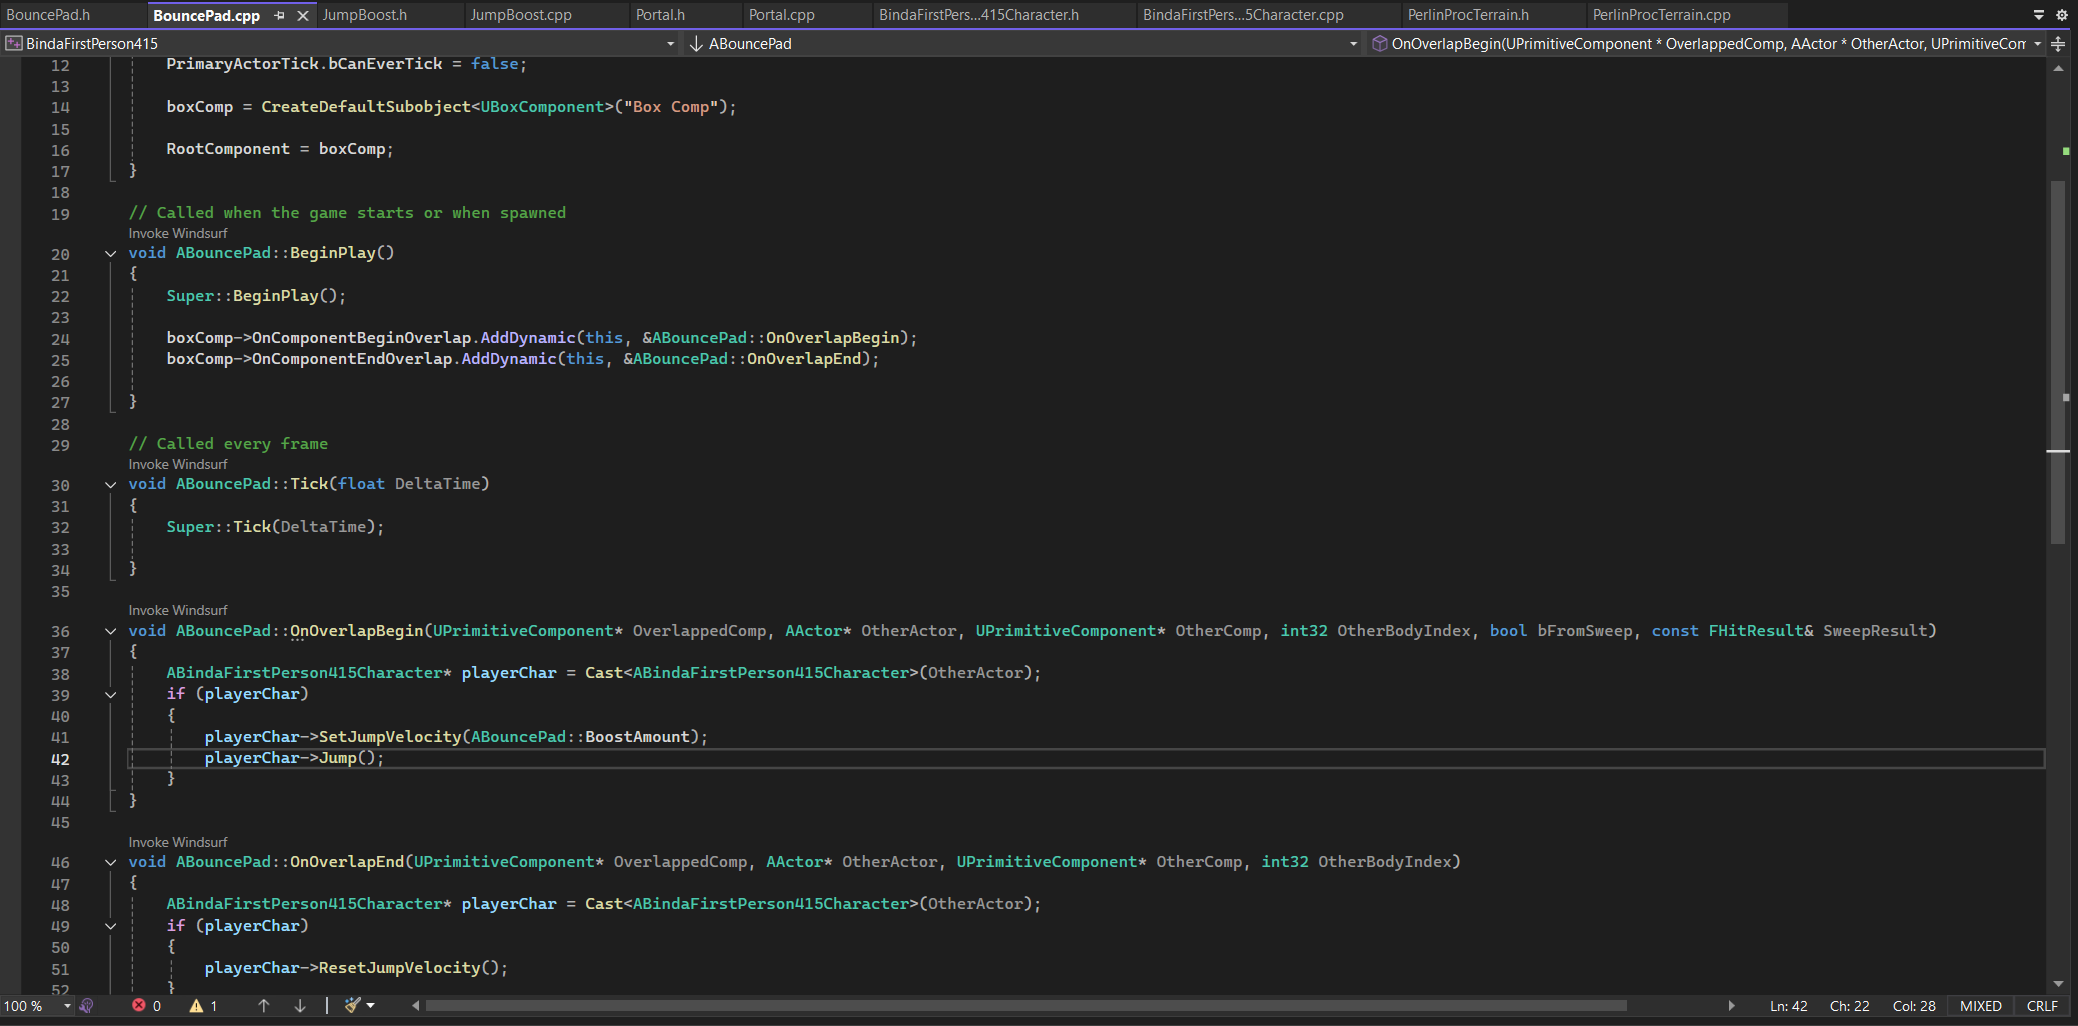 BouncePad.h BouncePad.cpp JumpBoost.h JumpBoost.cpp Portal.h Portal.cpp BindaFirstPers...415Character.h BindaFirstPers...5Character.cpp PerlinProcTerrain.h PerlinProcTerrain.cpp
BindaFirstPerson415 ABouncePad OnOverlapBegin(UPrimitiveComponent * OverlappedComp, AActor * OtherActor, UPrimitiveCom
12 PrimaryActorTick.bCanEverTick = false;
13
14 boxComp = CreateDefaultSubobject<UBoxComponent>("Box Comp");
15
16 RootComponent = boxComp;
17 }
18
19 // Called when the game starts or when spawned
Invoke Windsurf
20 void ABouncePad::BeginPlay()
21 {
22 Super::BeginPlay();
23
24 boxComp->OnComponentBeginOverlap.AddDynamic(this, &ABouncePad::OnOverlapBegin);
25 boxComp->OnComponentEndOverlap.AddDynamic(this, &ABouncePad::OnOverlapEnd);
26
27 }
28
29 // Called every frame
Invoke Windsurf
30 void ABouncePad::Tick(float DeltaTime)
31 {
32 Super::Tick(DeltaTime);
33
34 }
35
Invoke Windsurf
36 void ABouncePad::OnOverlapBegin(UPrimitiveComponent* OverlappedComp, AActor* OtherActor, UPrimitiveComponent* OtherComp, int32 OtherBodyIndex, bool bFromSweep, const FHitResult& SweepResult)
37 {
38 ABindaFirstPerson415Character* playerChar = Cast<ABindaFirstPerson415Character>(OtherActor);
39 if (playerChar)
40 {
41 playerChar->SetJumpVelocity(ABouncePad::BoostAmount);
42 playerChar->Jump();
43 }
44 }
45
Invoke Windsurf
46 void ABouncePad::OnOverlapEnd(UPrimitiveComponent* OverlappedComp, AActor* OtherActor, UPrimitiveComponent* OtherComp, int32 OtherBodyIndex)
47 {
48 ABindaFirstPerson415Character* playerChar = Cast<ABindaFirstPerson415Character>(OtherActor);
49 if (playerChar)
50 {
51 playerChar->ResetJumpVelocity();
52 }
100 % 0 1 Ln: 42 Ch: 22 Col: 28 MIXED CRLF